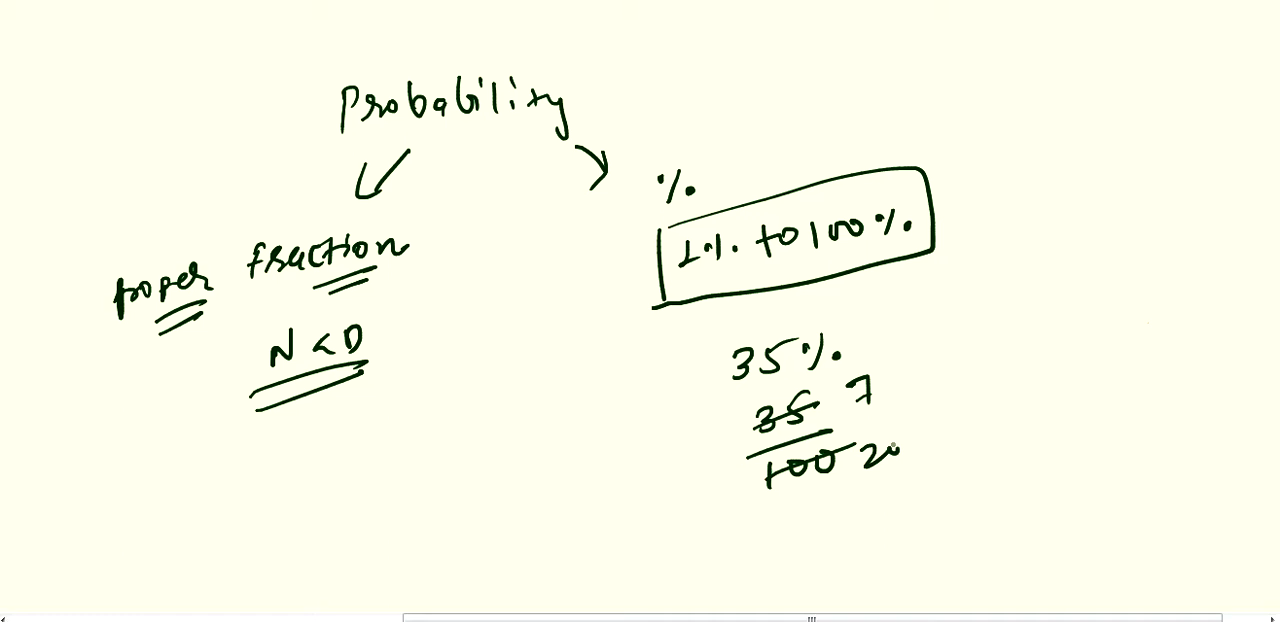 Probability
%
1% to 100%
proper fraction
N < D
35%
35 7
100 20